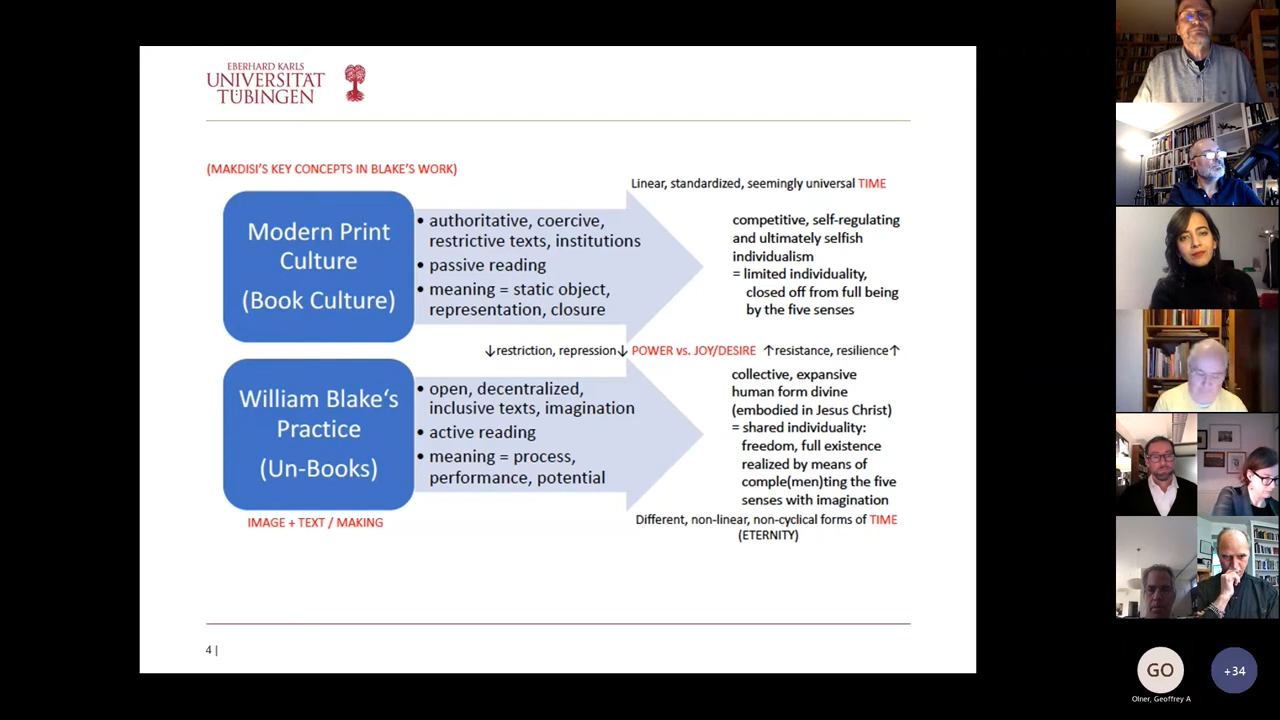 EBERHARD KARLS
UNIVERSITÄT
TÜBINGEN
(MAKDISI'S KEY CONCEPTS IN BLAKE'S WORK)
Linear, standardized, seemingly universal TIME
Modern Print
Culture
(Book Culture)
• authoritative, coercive,
restrictive texts, institutions
• passive reading
• meaning = static object,
representation, closure
competitive, self-regulating
and ultimately selfish
individualism
= limited individuality,
closed off from full being
by the five senses
↓restriction, repression↓ POWER vs. JOY/DESIRE ↑resistance, resilience↑
William Blake‘s
Practice
(Un-Books)
• open, decentralized,
inclusive texts, imagination
• active reading
• meaning = process,
performance, potential
collective, expansive
human form divine
(embodied in Jesus Christ)
= shared individuality:
freedom, full existence
realized by means of
comple(men)ting the five
senses with imagination
IMAGE + TEXT / MAKING
Different, non-linear, non-cyclical forms of TIME
(ETERNITY)
4 |
GO
+34
Olner, Geoffrey A